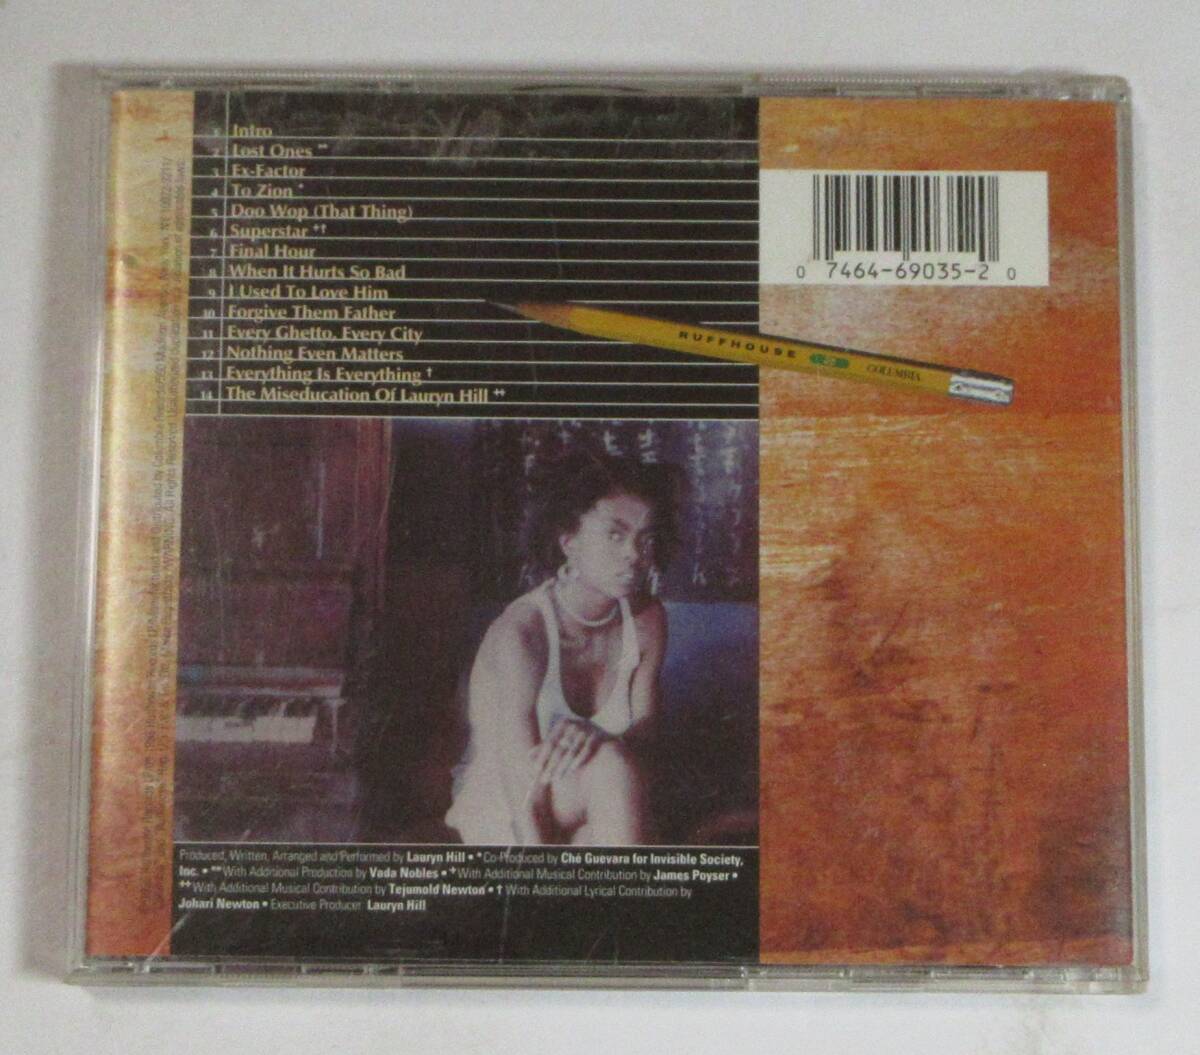 1 Intro
2 Lost Ones **
3 Ex-Factor
4 To Zion *
5 Doo Wop (That Thing)
6 Superstar +†
7 Final Hour
8 When It Hurts So Bad
9 I Used To Love Him
10 Forgive Them Father
11 Every Ghetto, Every City
12 Nothing Even Matters
13 Everything Is Everything †
14 The Miseducation Of Lauryn Hill ++
0 7464-69035-2 0
RUFFHOUSE
COLUMBIA
Produced, Written, Arranged and Performed by Lauryn Hill • *Co-Produced by Ché Guevara for Invisible Society,
Inc. • **With Additional Production by Vada Nobles • +With Additional Musical Contribution by James Poyser •
++With Additional Musical Contribution by Tejumold Newton • † With Additional Lyrical Contribution by
Johari Newton • Executive Producer Lauryn Hill